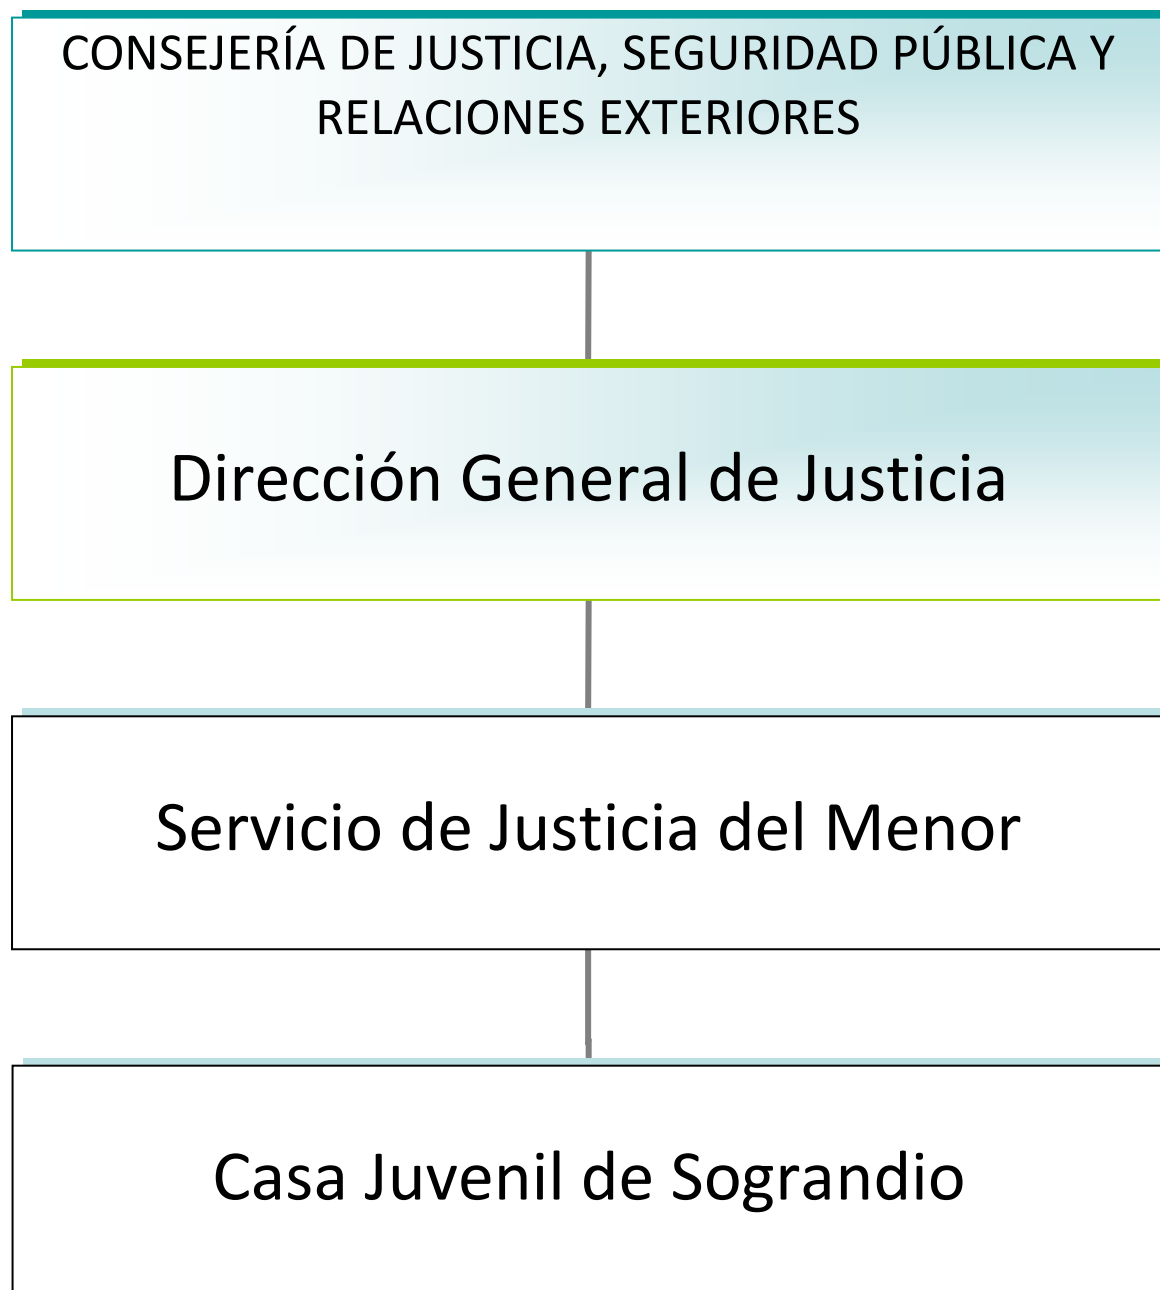 CONSEJERÍA DE JUSTICIA, SEGURIDAD PÚBLICA Y
RELACIONES EXTERIORES
Dirección General de Justicia
Servicio de Justicia del Menor
Casa Juvenil de Sograndio